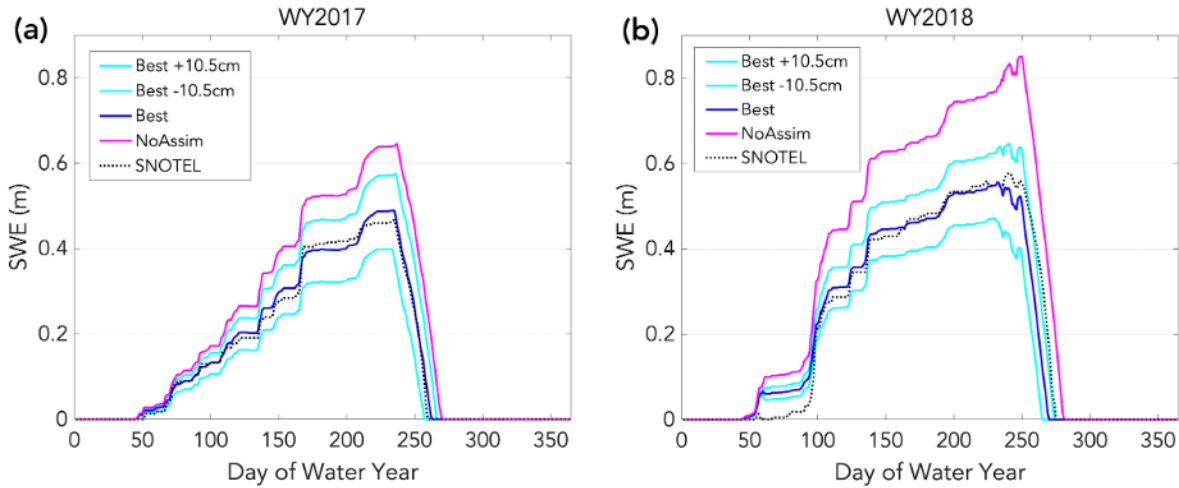 (a)
WY2017
Best +10.5cm
Best -10.5cm
Best
NoAssim
SNOTEL
SWE (m)
0.8
0.6
0.4
0.2
0
0 50 100 150 200 250 300 350
Day of Water Year
(b)
WY2018
Best +10.5cm
Best -10.5cm
Best
NoAssim
SNOTEL
SWE (m)
0.8
0.6
0.4
0.2
0
0 50 100 150 200 250 300 350
Day of Water Year